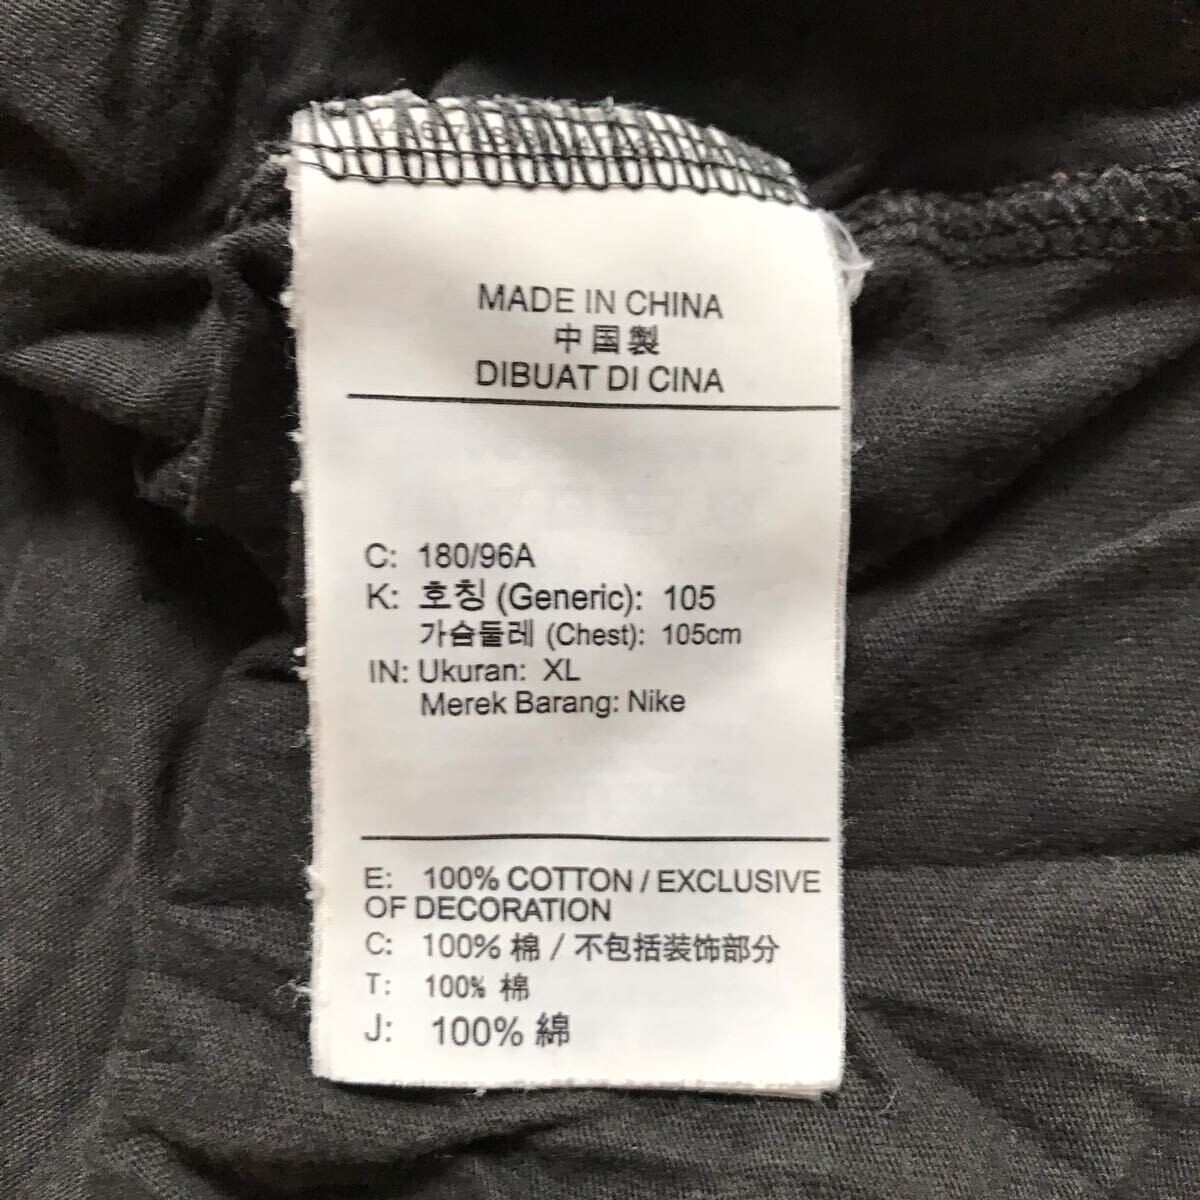 MADE IN CHINA
中国製
DIBUAT DI CINA
C: 180/96A
K: 호칭 (Generic): 105
가슴둘레 (Chest): 105cm
IN: Ukuran: XL
Merek Barang: Nike
E: 100% COTTON / EXCLUSIVE
OF DECORATION
C: 100% 棉 / 不包括装饰部分
T: 100% 棉
J: 100% 綿